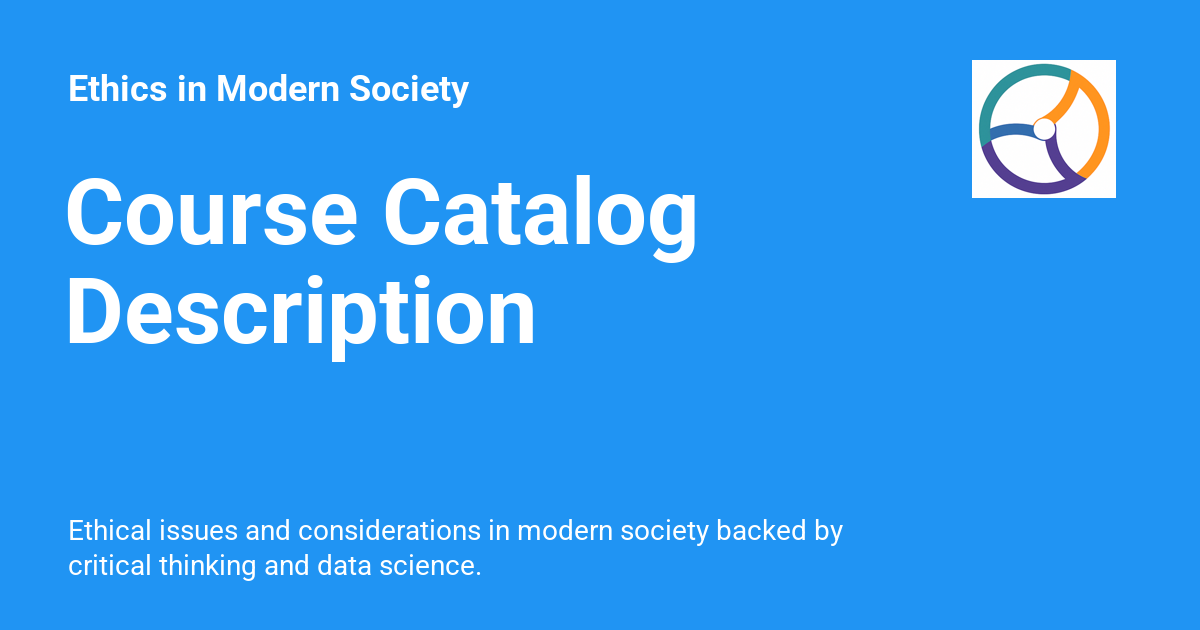 Ethics in Modern Society
Course Catalog
Description
Ethical issues and considerations in modern society backed by
critical thinking and data science.